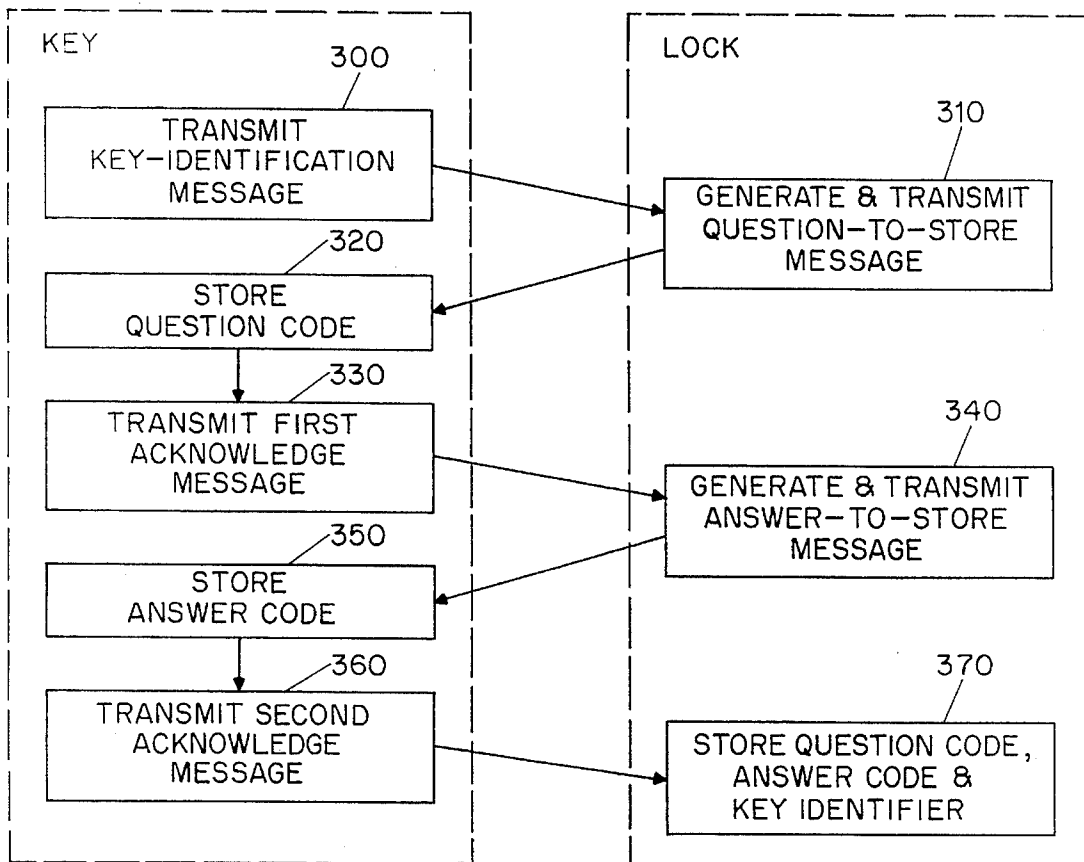 KEY
300
TRANSMIT
KEY-IDENTIFICATION
MESSAGE
320
STORE
QUESTION CODE
330
TRANSMIT FIRST
ACKNOWLEDGE
MESSAGE
350
STORE
ANSWER CODE
360
TRANSMIT SECOND
ACKNOWLEDGE
MESSAGE
LOCK
310
GENERATE & TRANSMIT
QUESTION-TO-STORE
MESSAGE
340
GENERATE & TRANSMIT
ANSWER-TO-STORE
MESSAGE
370
STORE QUESTION CODE,
ANSWER CODE &
KEY IDENTIFIER